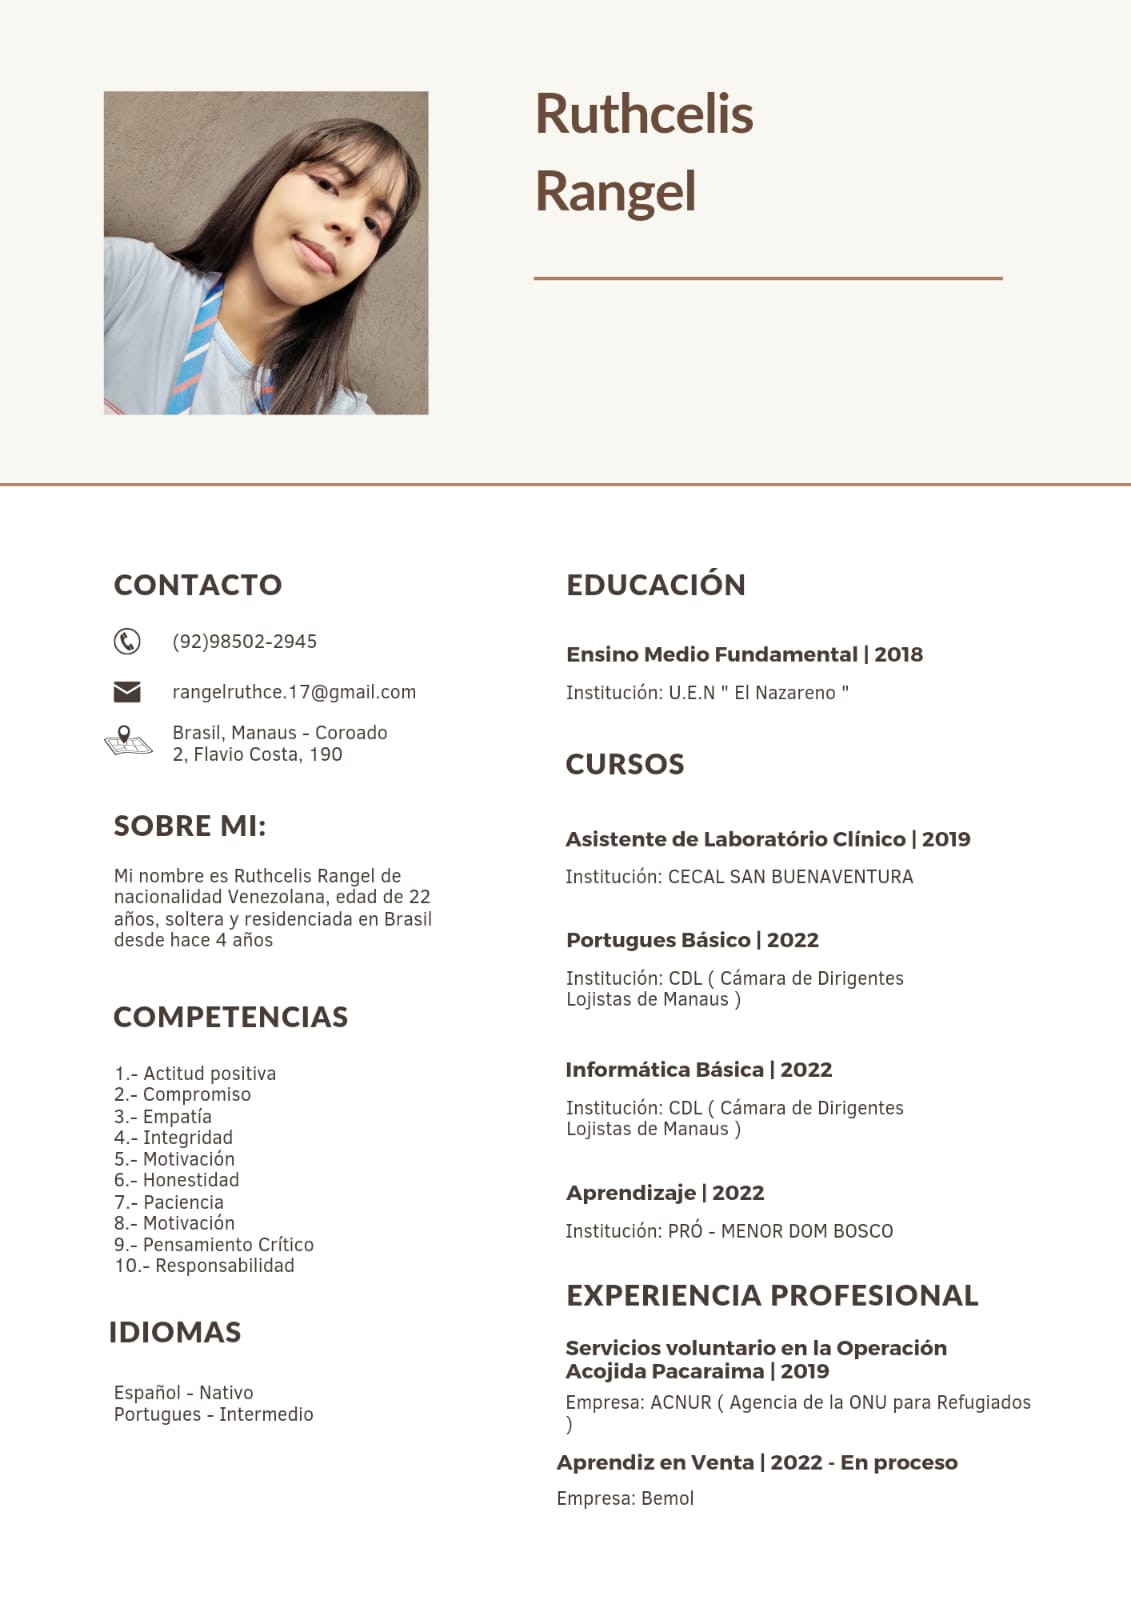 Ruthcelis
Rangel
CONTACTO
(92)98502-2945
rangelruthce.17@gmail.com
Brasil, Manaus - Coroado
2, Flavio Costa, 190
SOBRE MI:
Mi nombre es Ruthcelis Rangel de
nacionalidad Venezolana, edad de 22
años, soltera y residenciada en Brasil
desde hace 4 años
COMPETENCIAS
1.- Actitud positiva
2.- Compromiso
3.- Empatía
4.- Integridad
5.- Motivación
6.- Honestidad
7.- Paciencia
8.- Motivación
9.- Pensamiento Crítico
10.- Responsabilidad
IDIOMAS
Español - Nativo
Portugues - Intermedio
EDUCACIÓN
Ensino Medio Fundamental | 2018
Institución: U.E.N " El Nazareno "
CURSOS
Asistente de Laboratório Clínico | 2019
Institución: CECAL SAN BUENAVENTURA
Portugues Básico | 2022
Institución: CDL ( Cámara de Dirigentes
Lojistas de Manaus )
Informática Básica | 2022
Institución: CDL ( Cámara de Dirigentes
Lojistas de Manaus )
Aprendizaje | 2022
Institución: PRÓ - MENOR DOM BOSCO
EXPERIENCIA PROFESIONAL
Servicios voluntario en la Operación
Acojida Pacaraima | 2019
Empresa: ACNUR ( Agencia de la ONU para Refugiados
)
Aprendiz en Venta | 2022 - En proceso
Empresa: Bemol